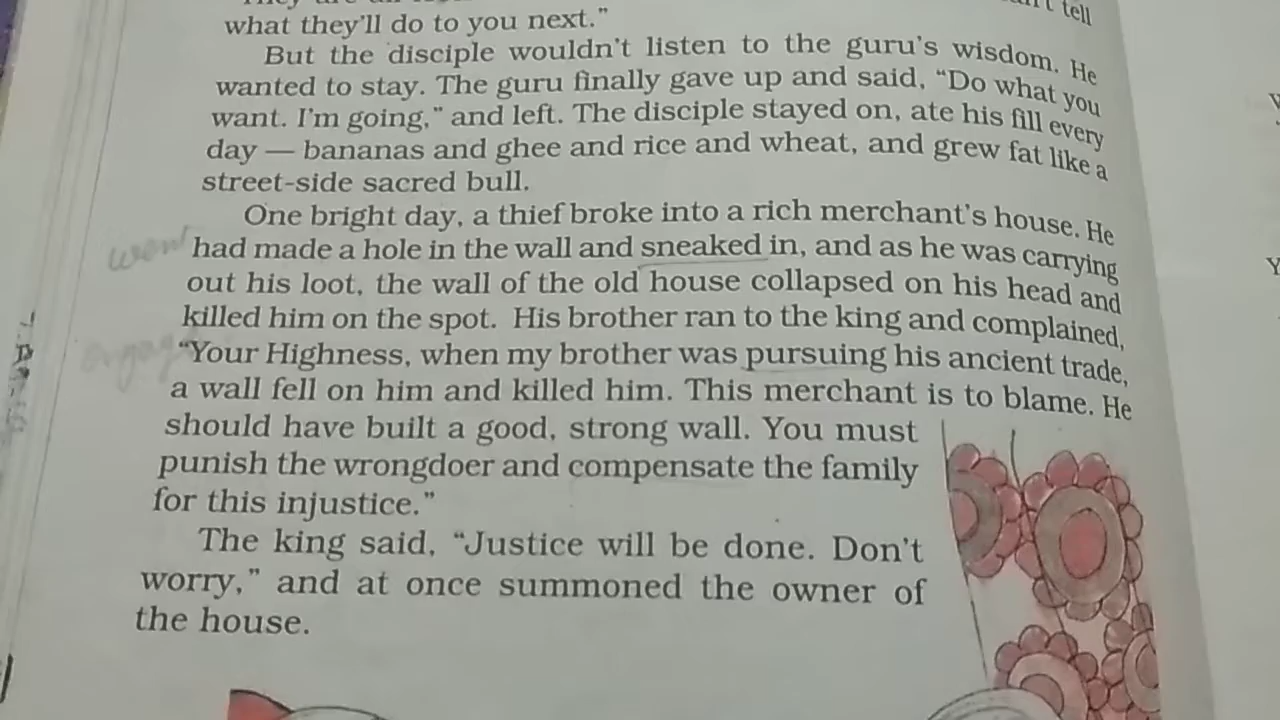 tell
what they'll do to you next."
But the disciple wouldn't listen to the guru's wisdom. He
wanted to stay. The guru finally gave up and said, "Do what you
want. I'm going," and left. The disciple stayed on, ate his fill every
day — bananas and ghee and rice and wheat, and grew fat like a
street-side sacred bull.
One bright day, a thief broke into a rich merchant's house. He
went
had made a hole in the wall and sneaked in, and as he was carrying
out his loot, the wall of the old house collapsed on his head and
killed him on the spot. His brother ran to the king and complained,
"Your Highness, when my brother was pursuing his ancient trade,
a wall fell on him and killed him. This merchant is to blame. He
should have built a good, strong wall. You must
punish the wrongdoer and compensate the family
for this injustice."
The king said, "Justice will be done. Don't
worry," and at once summoned the owner of
the house.